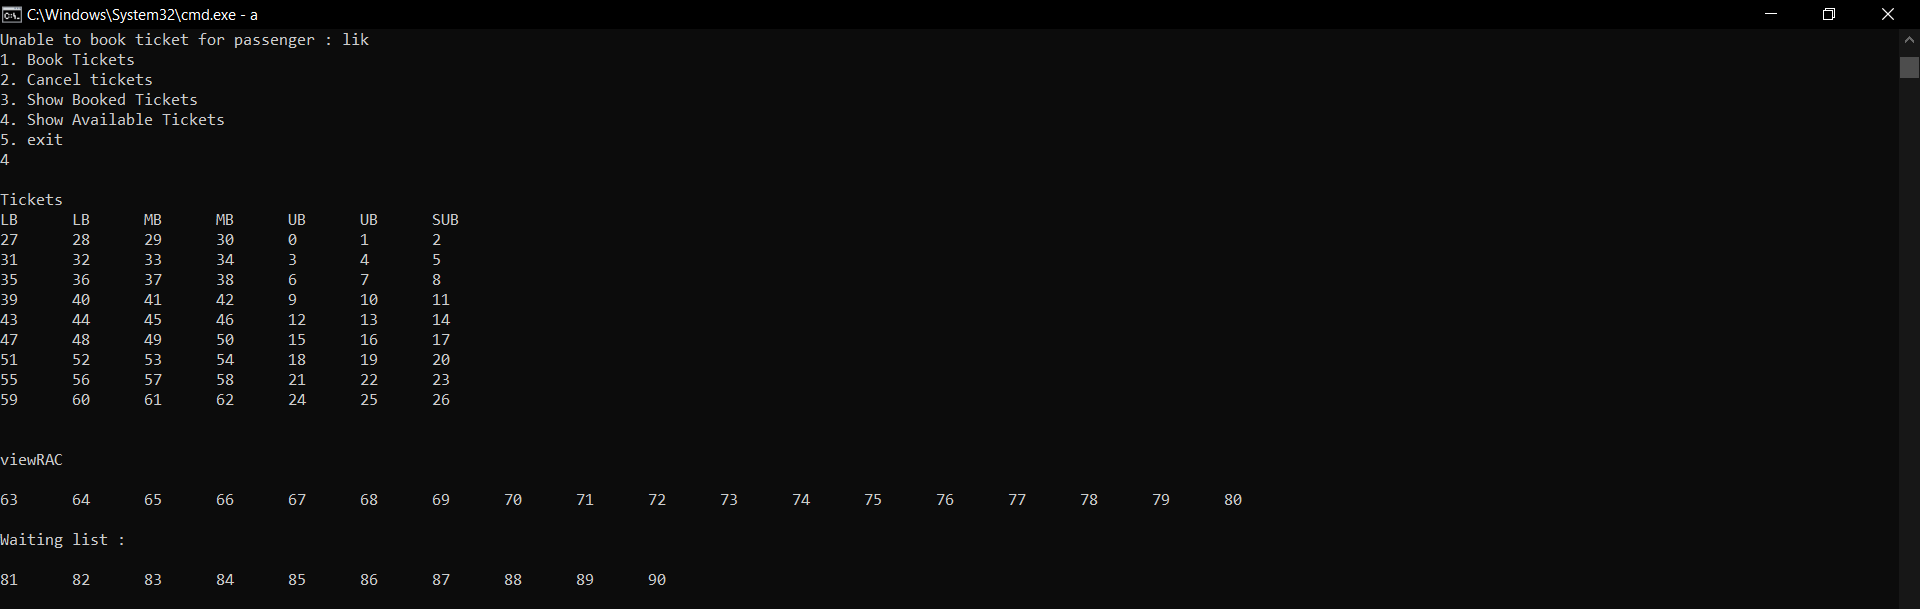 C:\Windows\System32\cmd.exe - a
Unable to book ticket for passenger : lik
1. Book Tickets
2. Cancel tickets
3. Show Booked Tickets
4. Show Available Tickets
5. exit
4
Tickets
LB LB MB MB UB UB SUB
27 28 29 30 0 1 2
31 32 33 34 3 4 5
35 36 37 38 6 7 8
39 40 41 42 9 10 11
43 44 45 46 12 13 14
47 48 49 50 15 16 17
51 52 53 54 18 19 20
55 56 57 58 21 22 23
59 60 61 62 24 25 26
viewRAC
63 64 65 66 67 68 69 70 71 72 73 74 75 76 77 78 79 80
Waiting list :
81 82 83 84 85 86 87 88 89 90